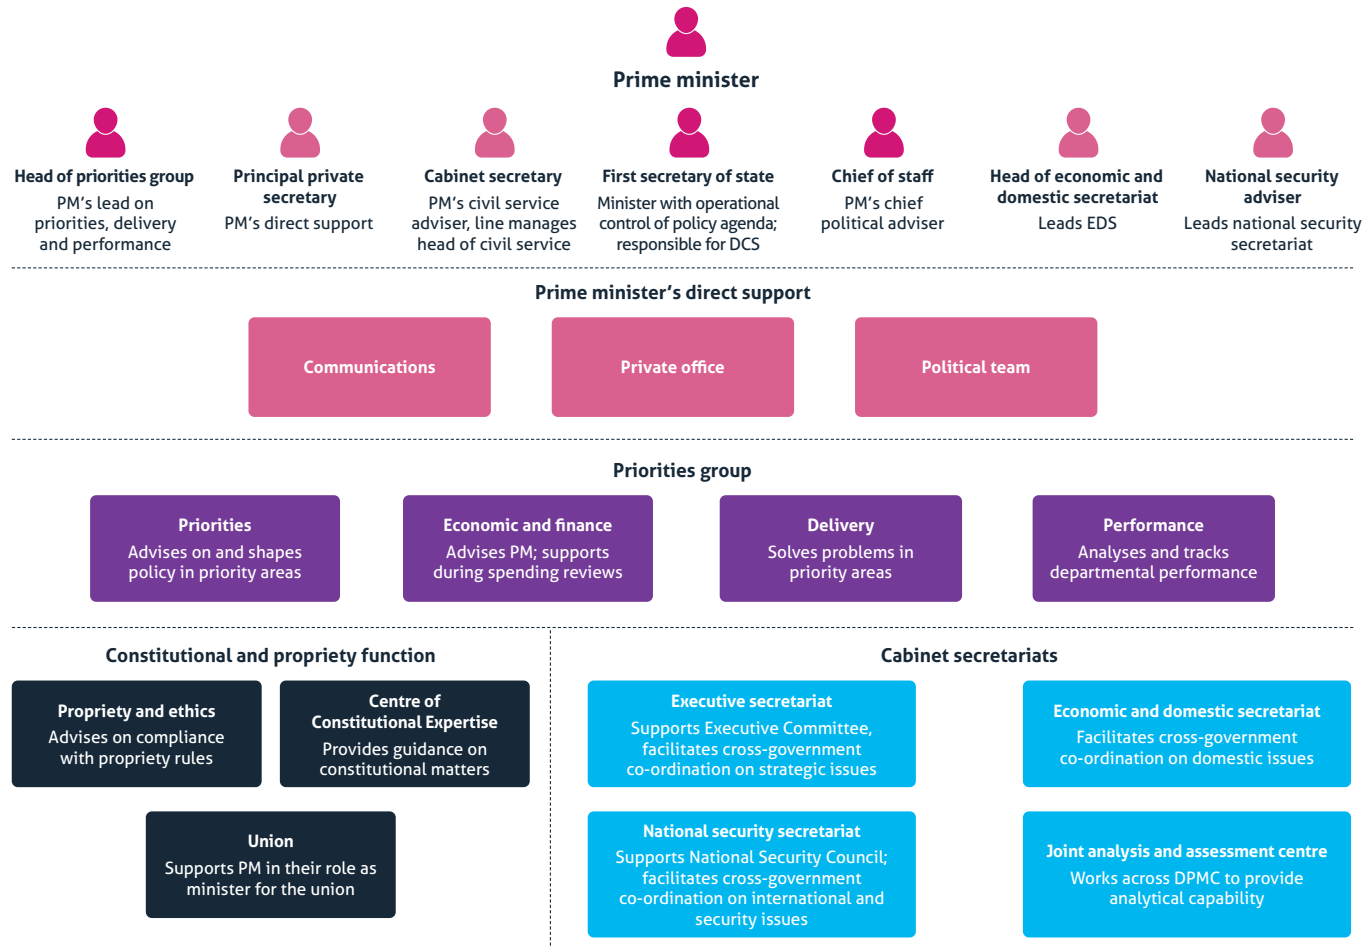 Prime minister
Head of priorities group
PM's lead on
priorities, delivery
and performance
Principal private
secretary
PM's direct support
Cabinet secretary
PM's civil service
adviser, line manages
head of civil service
First secretary of state
Minister with operational
control of policy agenda;
responsible for DCS
Chief of staff
PM's chief
political adviser
Head of economic and
domestic secretariat
Leads EDS
National security
adviser
Leads national security
secretariat
Prime minister's direct support
Communications
Private office
Political team
Priorities group
Priorities
Advises on and shapes
policy in priority areas
Economic and finance
Advises PM; supports
during spending reviews
Delivery
Solves problems in
priority areas
Performance
Analyses and tracks
departmental performance
Constitutional and propriety function
Propriety and ethics
Advises on compliance
with propriety rules
Centre of
Constitutional Expertise
Provides guidance on
constitutional matters
Union
Supports PM in their role as
minister for the union
Cabinet secretariats
Executive secretariat
Supports Executive Committee,
facilitates cross-government
co-ordination on strategic issues
Economic and domestic secretariat
Facilitates cross-government
co-ordination on domestic issues
National security secretariat
Supports National Security Council;
facilitates cross-government
co-ordination on international and
security issues
Joint analysis and assessment centre
Works across DPMC to provide
analytical capability